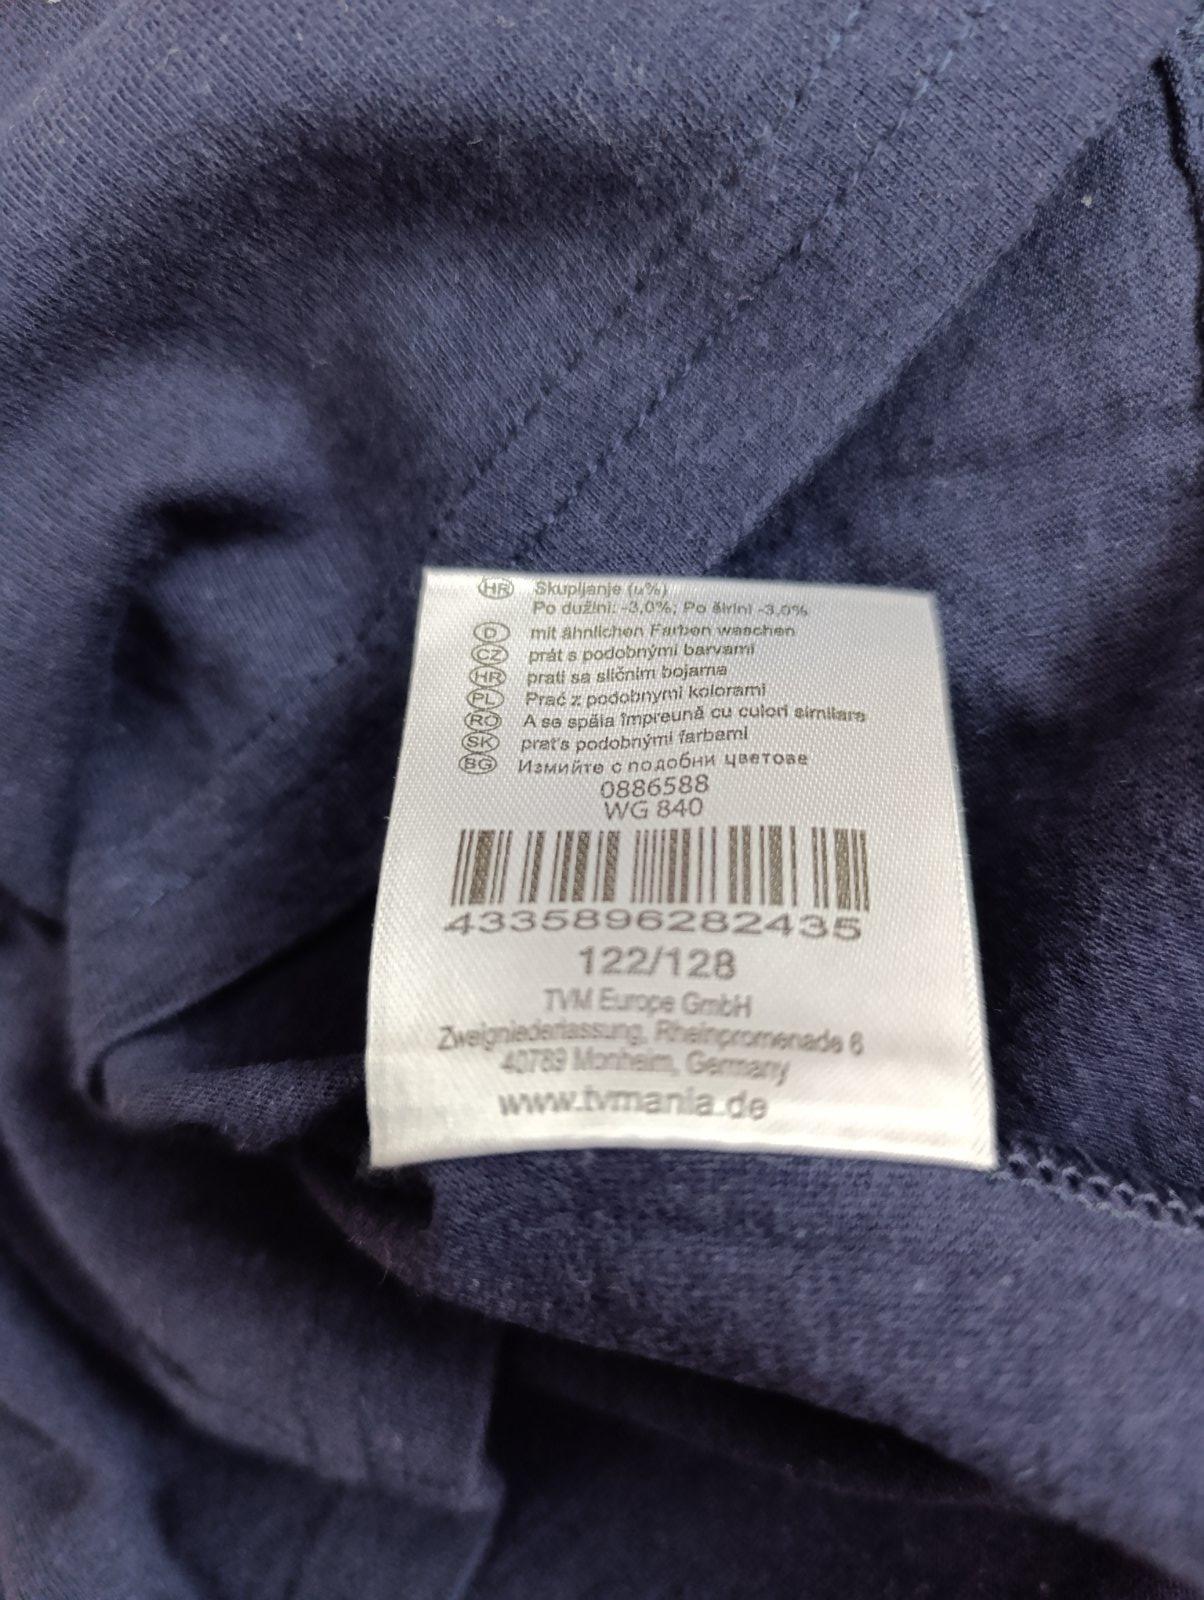 HR Skupljanje (u%)
Po dužini: -3,0%; Po širini -3,0%
D mit ähnlichen Farben waschen
CZ prát s podobnými barvami
HR prati sa sličnim bojama
PL Prać z podobnymi kolorami
RO A se spăla împreună cu culori similare
SK prat's podobnými farbami
BG Измийте с подобни цветове
0886588
WG 840
4335896282435
122/128
TVM Europe GmbH
Zweigniederlassung, Rheinpromenade 6
40789 Monheim, Germany
www.tvmania.de